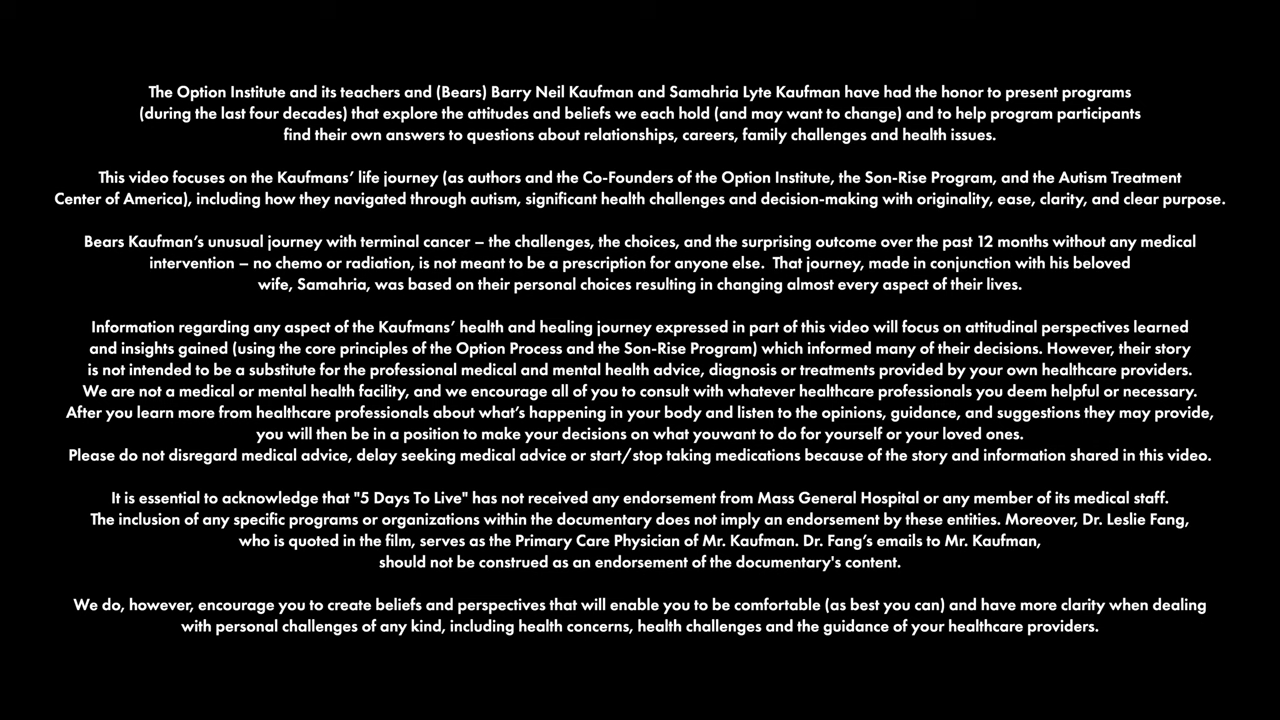 The Option Institute and its teachers and (Bears) Barry Neil Kaufman and Samahria Lyte Kaufman have had the honor to present programs
(during the last four decades) that explore the attitudes and beliefs we each hold (and may want to change) and to help program participants
find their own answers to questions about relationships, careers, family challenges and health issues.
This video focuses on the Kaufmans’ life journey (as authors and the Co-Founders of the Option Institute, the Son-Rise Program, and the Autism Treatment
Center of America), including how they navigated through autism, significant health challenges and decision-making with originality, ease, clarity, and clear purpose.
Bears Kaufman’s unusual journey with terminal cancer – the challenges, the choices, and the surprising outcome over the past 12 months without any medical
intervention – no chemo or radiation, is not meant to be a prescription for anyone else.  That journey, made in conjunction with his beloved
wife, Samahria, was based on their personal choices resulting in changing almost every aspect of their lives.
Information regarding any aspect of the Kaufmans’ health and healing journey expressed in part of this video will focus on attitudinal perspectives learned
and insights gained (using the core principles of the Option Process and the Son-Rise Program) which informed many of their decisions. However, their story
is not intended to be a substitute for the professional medical and mental health advice, diagnosis or treatments provided by your own healthcare providers.
We are not a medical or mental health facility, and we encourage all of you to consult with whatever healthcare professionals you deem helpful or necessary.
After you learn more from healthcare professionals about what’s happening in your body and listen to the opinions, guidance, and suggestions they may provide,
you will then be in a position to make your decisions on what youwant to do for yourself or your loved ones.
Please do not disregard medical advice, delay seeking medical advice or start/stop taking medications because of the story and information shared in this video.
It is essential to acknowledge that "5 Days To Live" has not received any endorsement from Mass General Hospital or any member of its medical staff.
The inclusion of any specific programs or organizations within the documentary does not imply an endorsement by these entities. Moreover, Dr. Leslie Fang,
who is quoted in the film, serves as the Primary Care Physician of Mr. Kaufman. Dr. Fang’s emails to Mr. Kaufman,
should not be construed as an endorsement of the documentary's content.
We do, however, encourage you to create beliefs and perspectives that will enable you to be comfortable (as best you can) and have more clarity when dealing
with personal challenges of any kind, including health concerns, health challenges and the guidance of your healthcare providers.